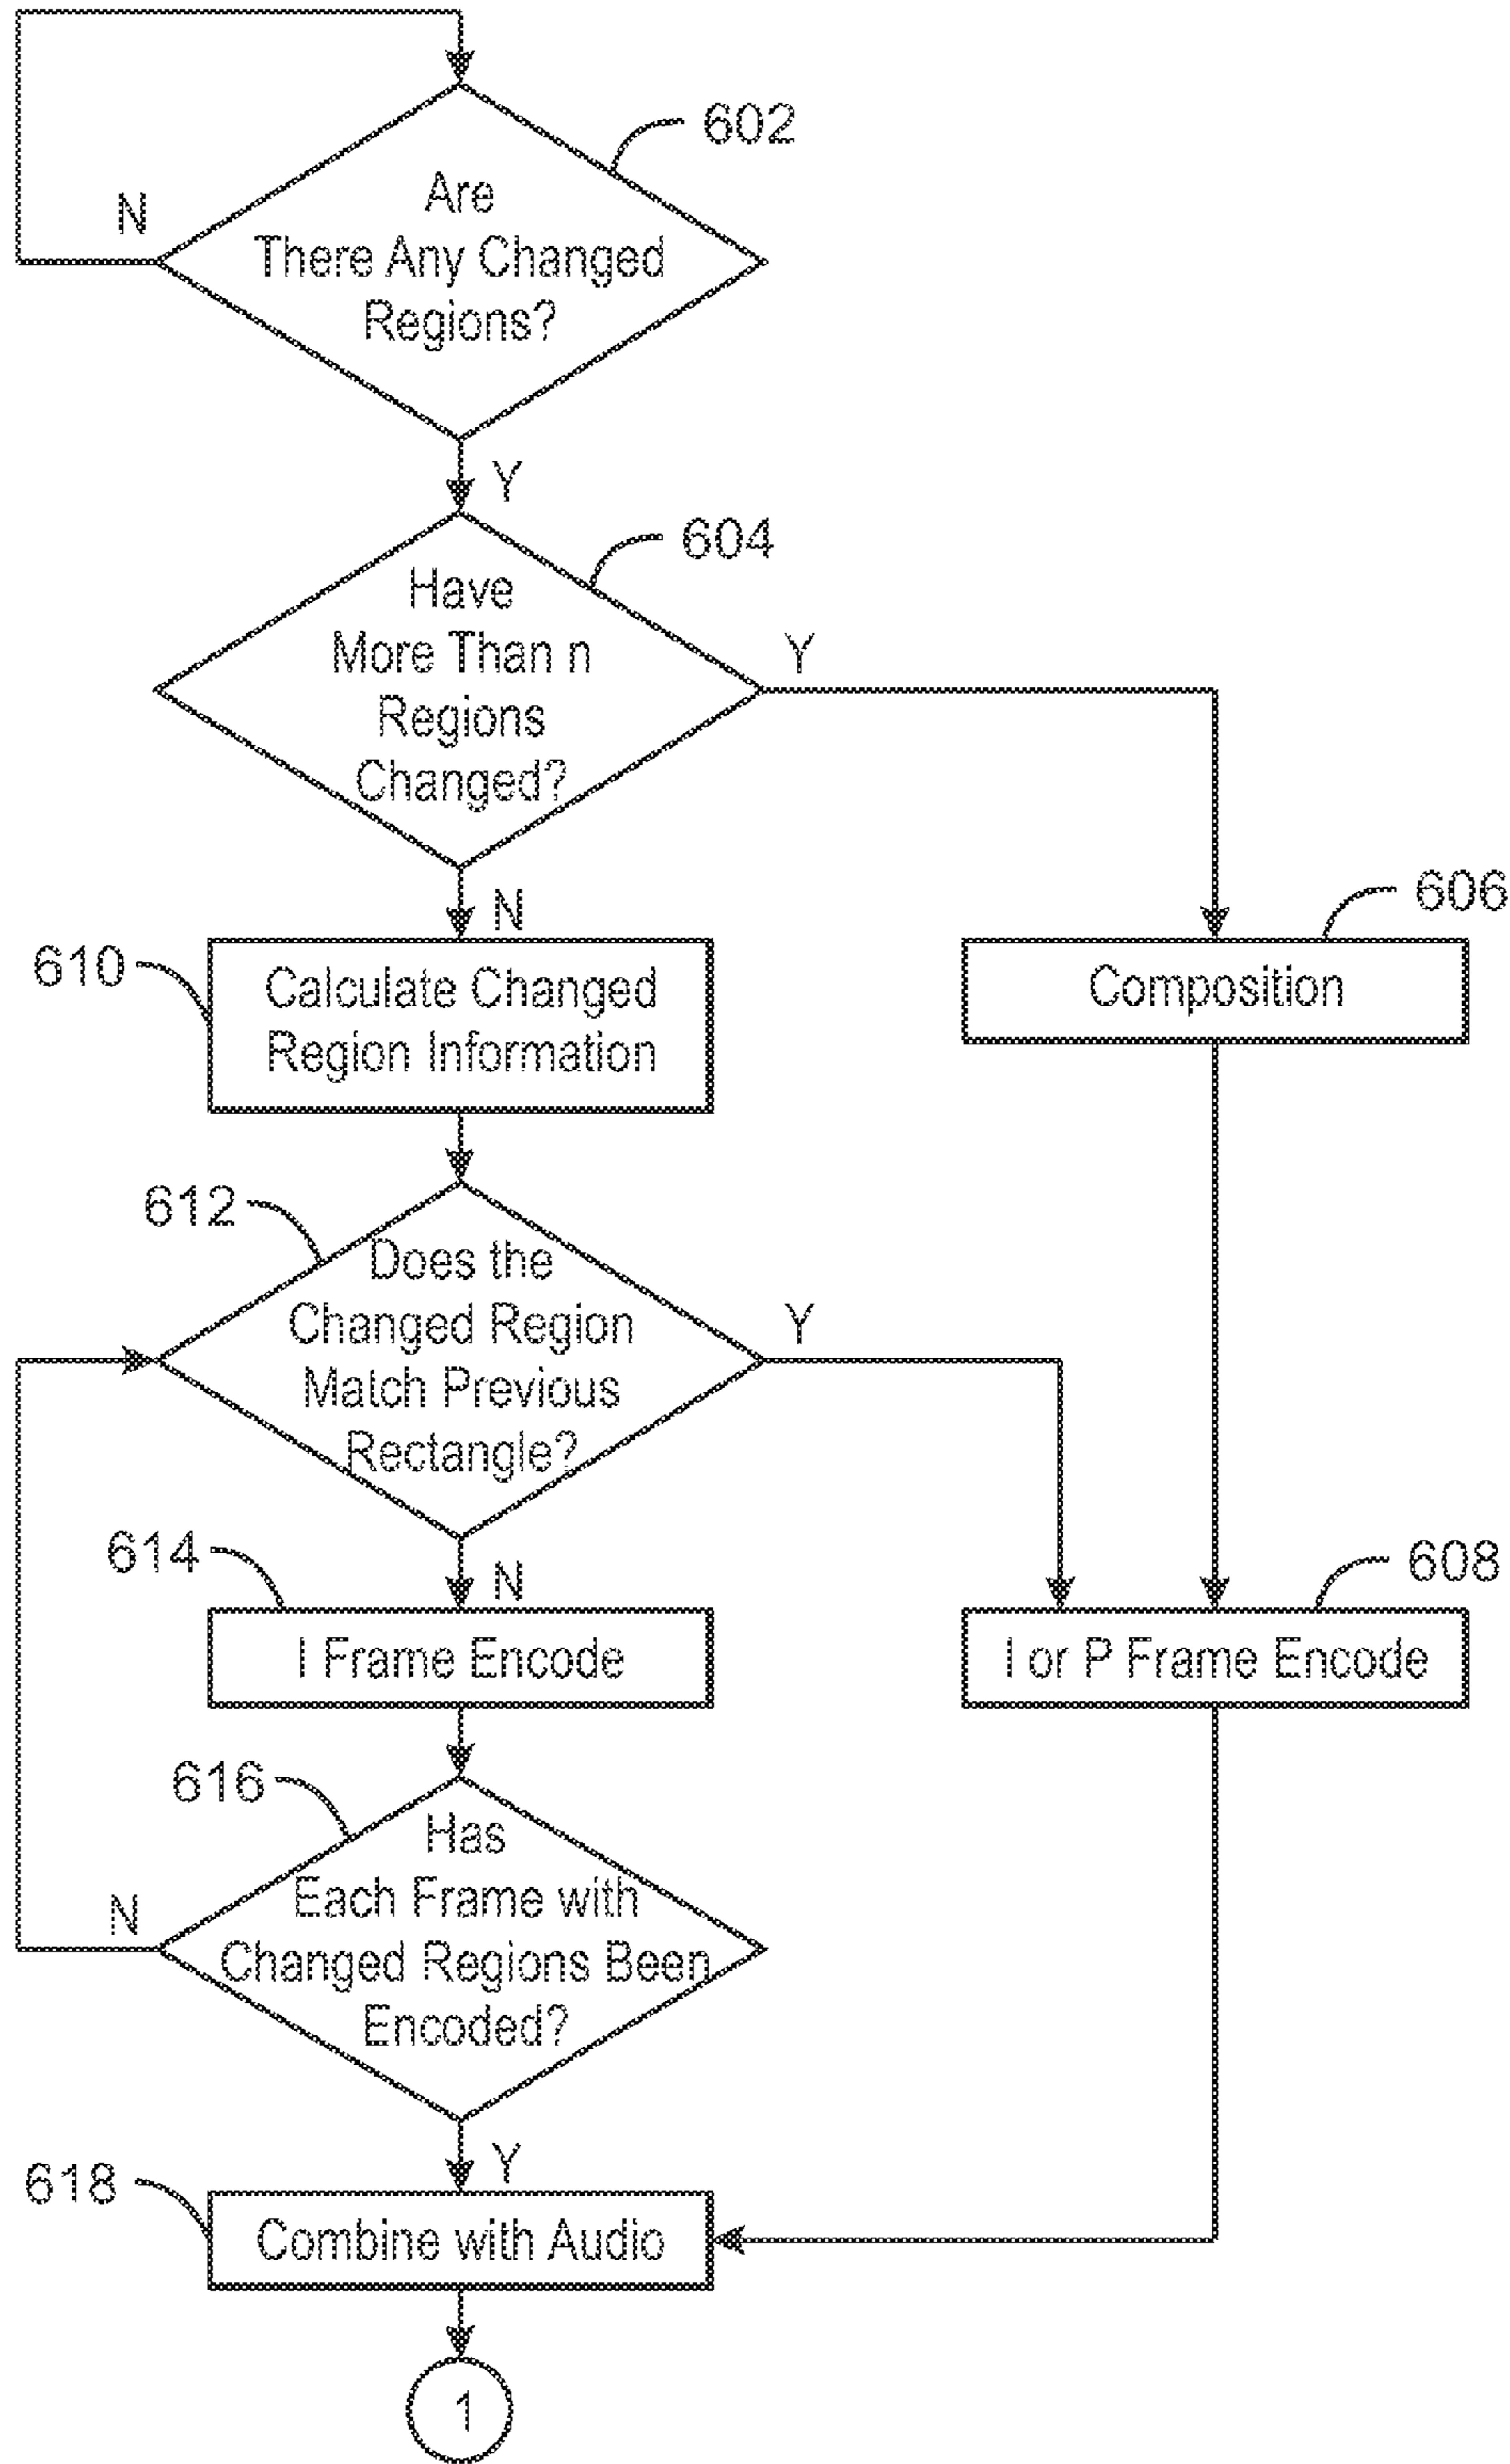 602
Are
There Any Changed
Regions?
N
Y
604
Have
More Than n
Regions
Changed?
Y
N
606
Composition
610
Calculate Changed
Region Information
612
Does the
Changed Region
Match Previous
Rectangle?
Y
N
614
I Frame Encode
608
I or P Frame Encode
616
Has
Each Frame with
Changed Regions Been
Encoded?
N
Y
618
Combine with Audio
1